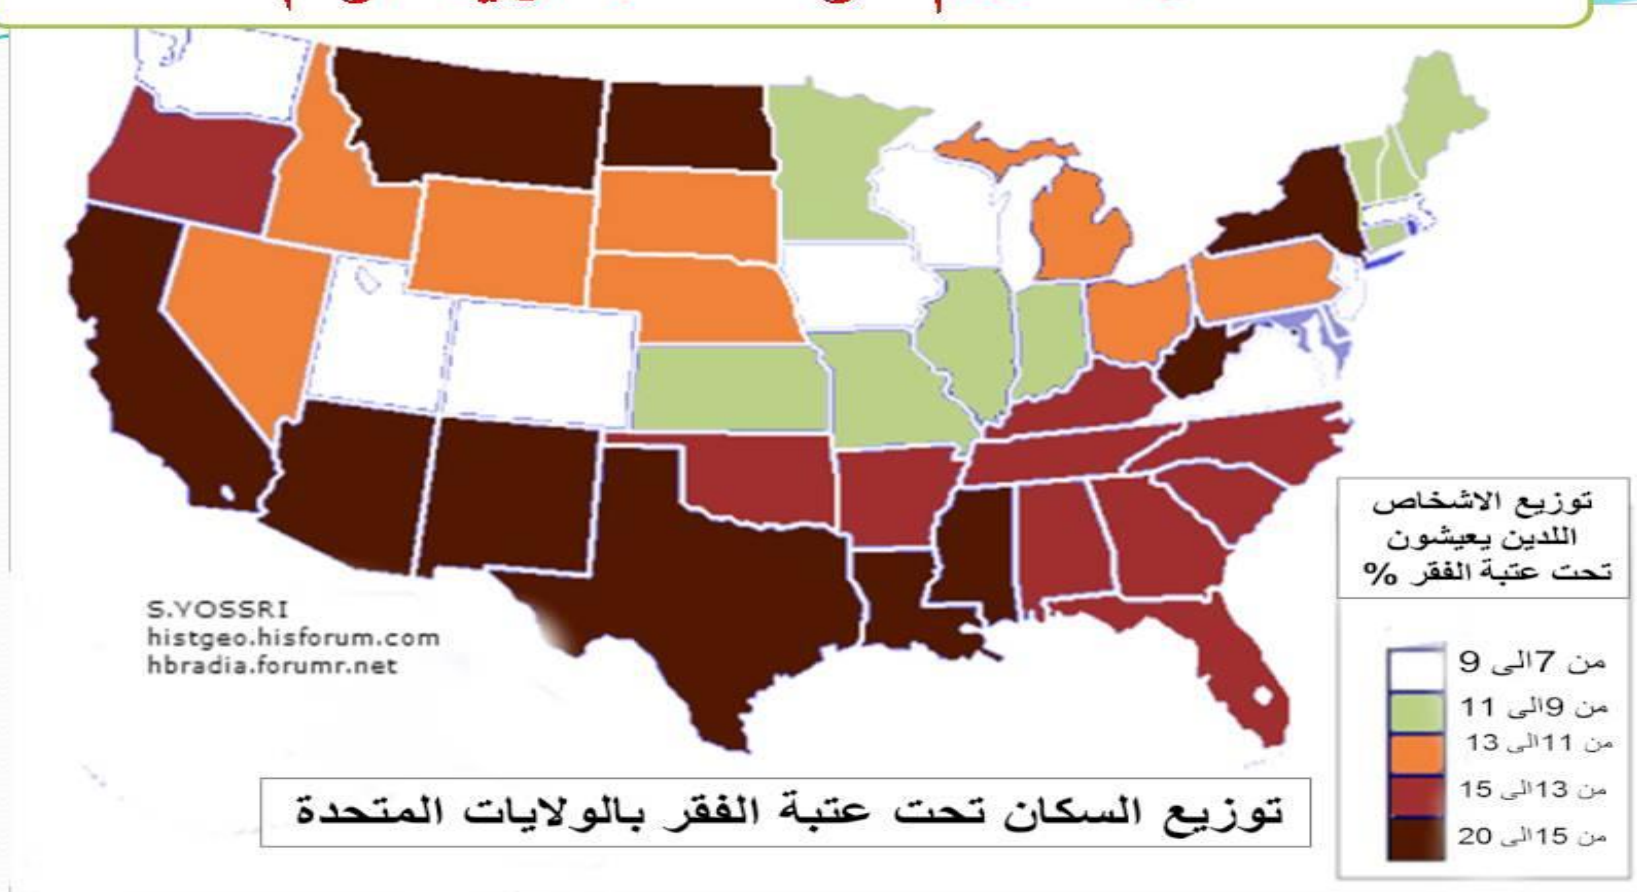 S.YOSSRI
histgeo.hisforum.com
hbradia.forumr.net
توزيع الاشخاص
اللدين يعيشون
تحت عتبة الفقر %
من 7الى 9
من 9الى 11
من 11الى 13
من 13الى 15
من 15الى 20
توزيع السكان تحت عتبة الفقر بالولايات المتحدة